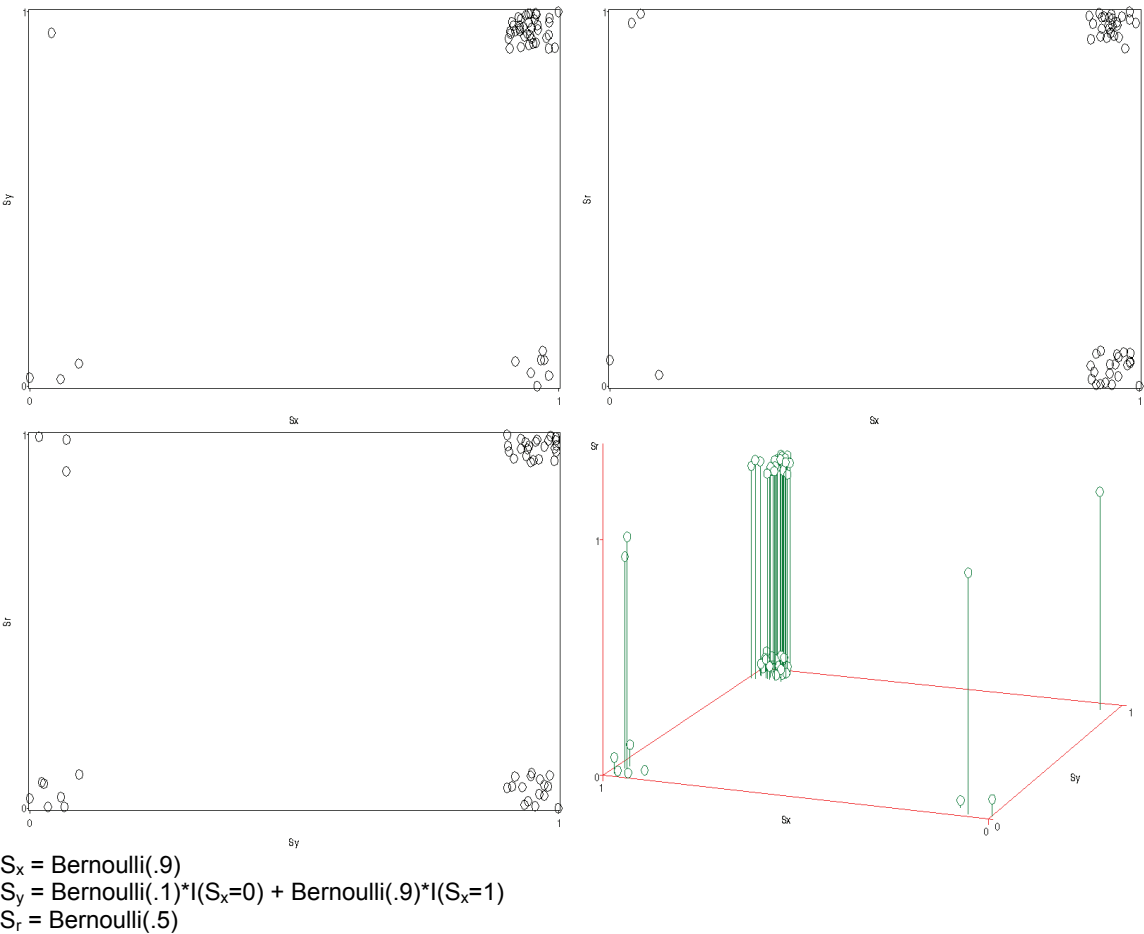 1
Sy
0
0
1
Sx
1
Sr
0
0
1
Sx
1
Sr
0
0
1
Sy
Sr
1
0
1
Sx
0
0
Sy
1
Sₓ = Bernoulli(.9)
Sᵧ = Bernoulli(.1)*I(Sₓ=0) + Bernoulli(.9)*I(Sₓ=1)
Sᵣ = Bernoulli(.5)